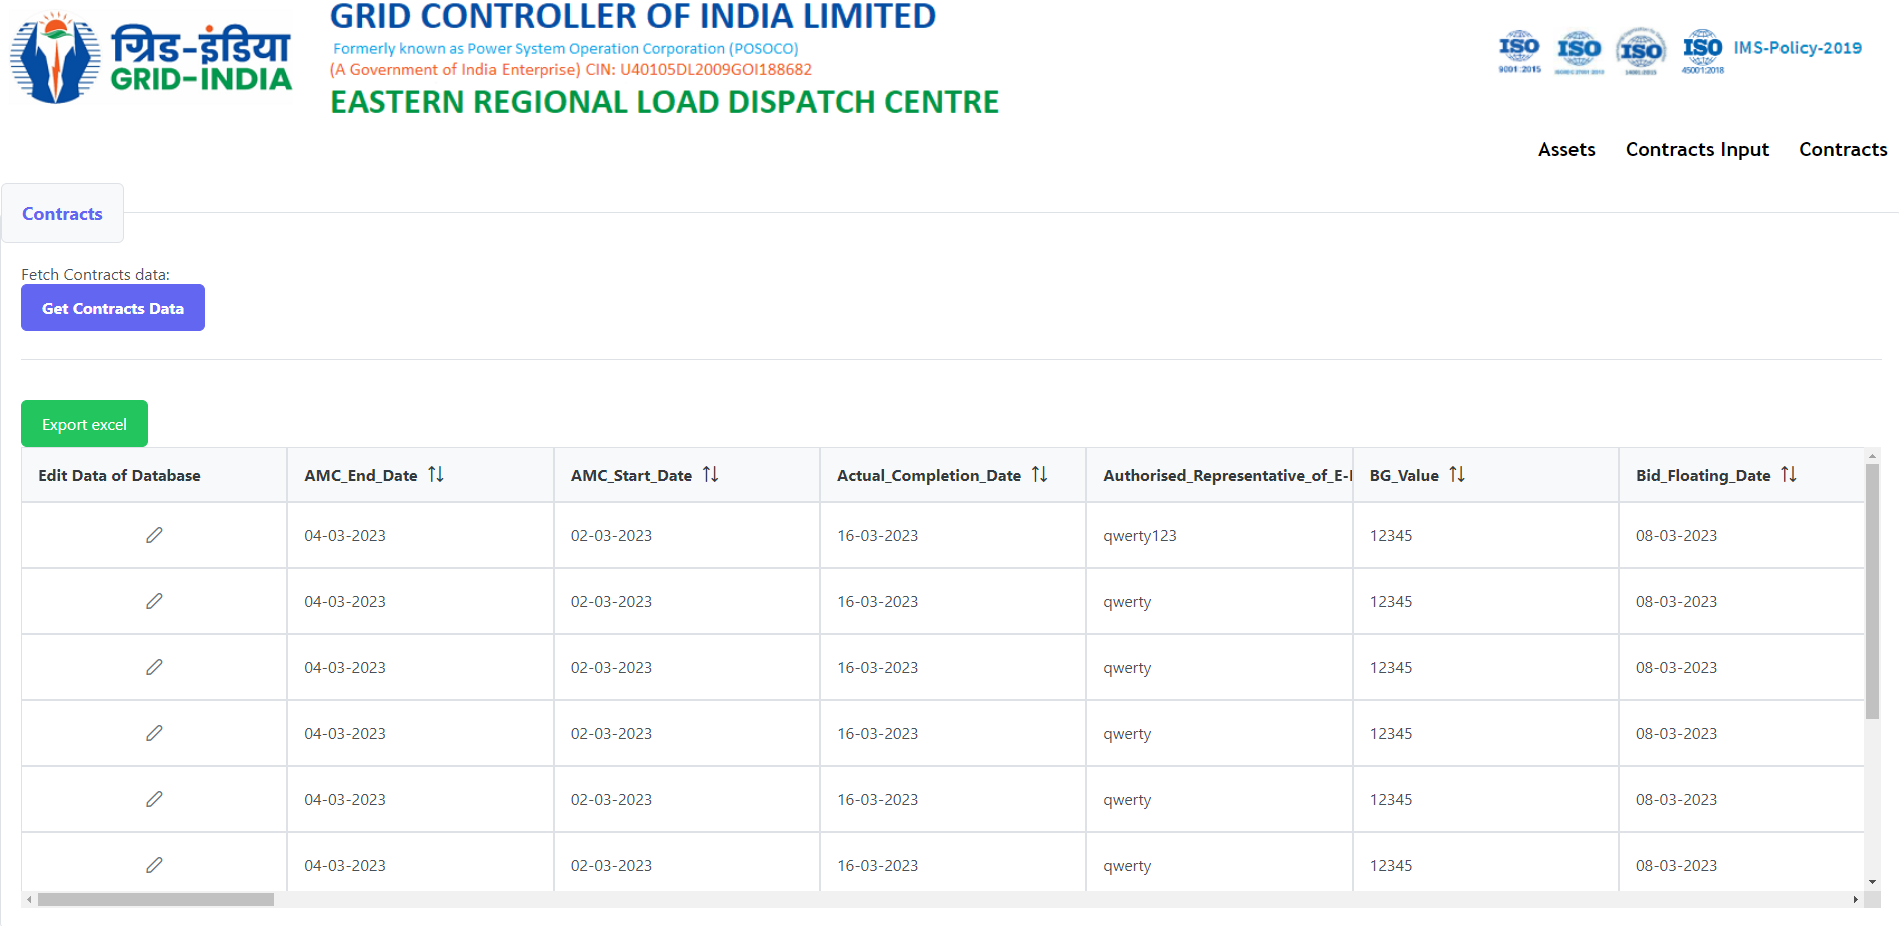 ग्रिड-इंडिया
GRID-INDIA
GRID CONTROLLER OF INDIA LIMITED
Formerly known as Power System Operation Corporation (POSOCO)
(A Government of India Enterprise) CIN: U40105DL2009GOI188682
EASTERN REGIONAL LOAD DISPATCH CENTRE
ISO ISO ISO ISO IMS-Policy-2019
9001:2015 45001:2018
Assets Contracts Input Contracts
Contracts
Fetch Contracts data:
Get Contracts Data
Export excel
Edit Data of Database AMC_End_Date AMC_Start_Date Actual_Completion_Date Authorised_Representative_of_E- BG_Value Bid_Floating_Date
04-03-2023 02-03-2023 16-03-2023 qwerty123 12345 08-03-2023
04-03-2023 02-03-2023 16-03-2023 qwerty 12345 08-03-2023
04-03-2023 02-03-2023 16-03-2023 qwerty 12345 08-03-2023
04-03-2023 02-03-2023 16-03-2023 qwerty 12345 08-03-2023
04-03-2023 02-03-2023 16-03-2023 qwerty 12345 08-03-2023
04-03-2023 02-03-2023 16-03-2023 qwerty 12345 08-03-2023